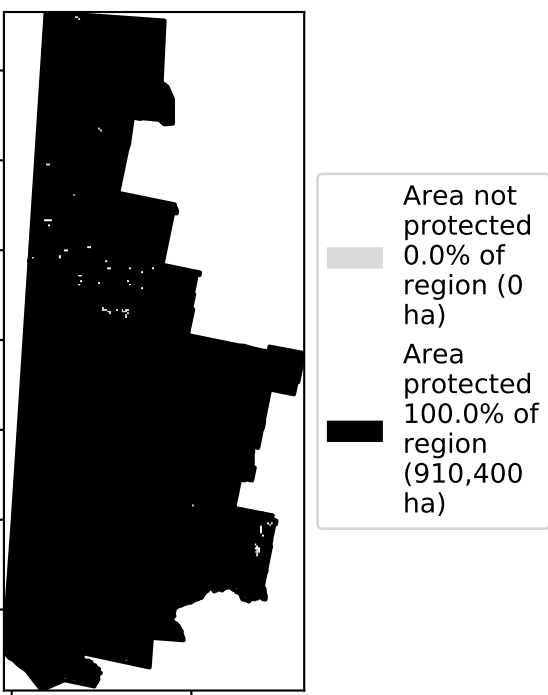 Area not
protected
0.0% of
region (0
ha)
Area
protected
100.0% of
region
(910,400
ha)